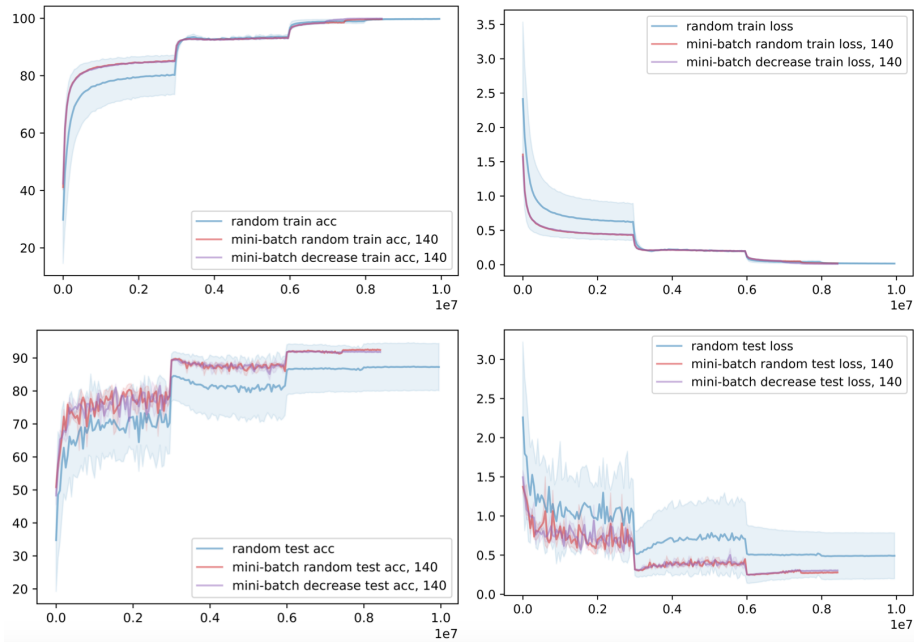 100
80
60
40
20
random train acc
mini-batch random train acc, 140
mini-batch decrease train acc, 140
0.0 0.2 0.4 0.6 0.8 1.0
1e7
3.5
3.0
2.5
2.0
1.5
1.0
0.5
0.0
random train loss
mini-batch random train loss, 140
mini-batch decrease train loss, 140
0.0 0.2 0.4 0.6 0.8 1.0
1e7
90
80
70
60
50
40
30
20
random test acc
mini-batch random test acc, 140
mini-batch decrease test acc, 140
0.0 0.2 0.4 0.6 0.8 1.0
1e7
3.0
2.5
2.0
1.5
1.0
0.5
0.0
random test loss
mini-batch random test loss, 140
mini-batch decrease test loss, 140
0.0 0.2 0.4 0.6 0.8 1.0
1e7